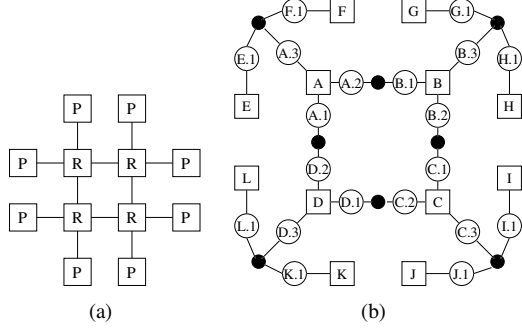 F.1 F G G.1
E.1 A.3 B.3 H.1
A A.2 B.1 B
E A.1 B.2 H
P P
P R R P
L D.2 C.1 I
P R R P
D D.1 C.2 C
L.1 D.3 C.3 I.1
P P
K.1 K J J.1
(a) (b)